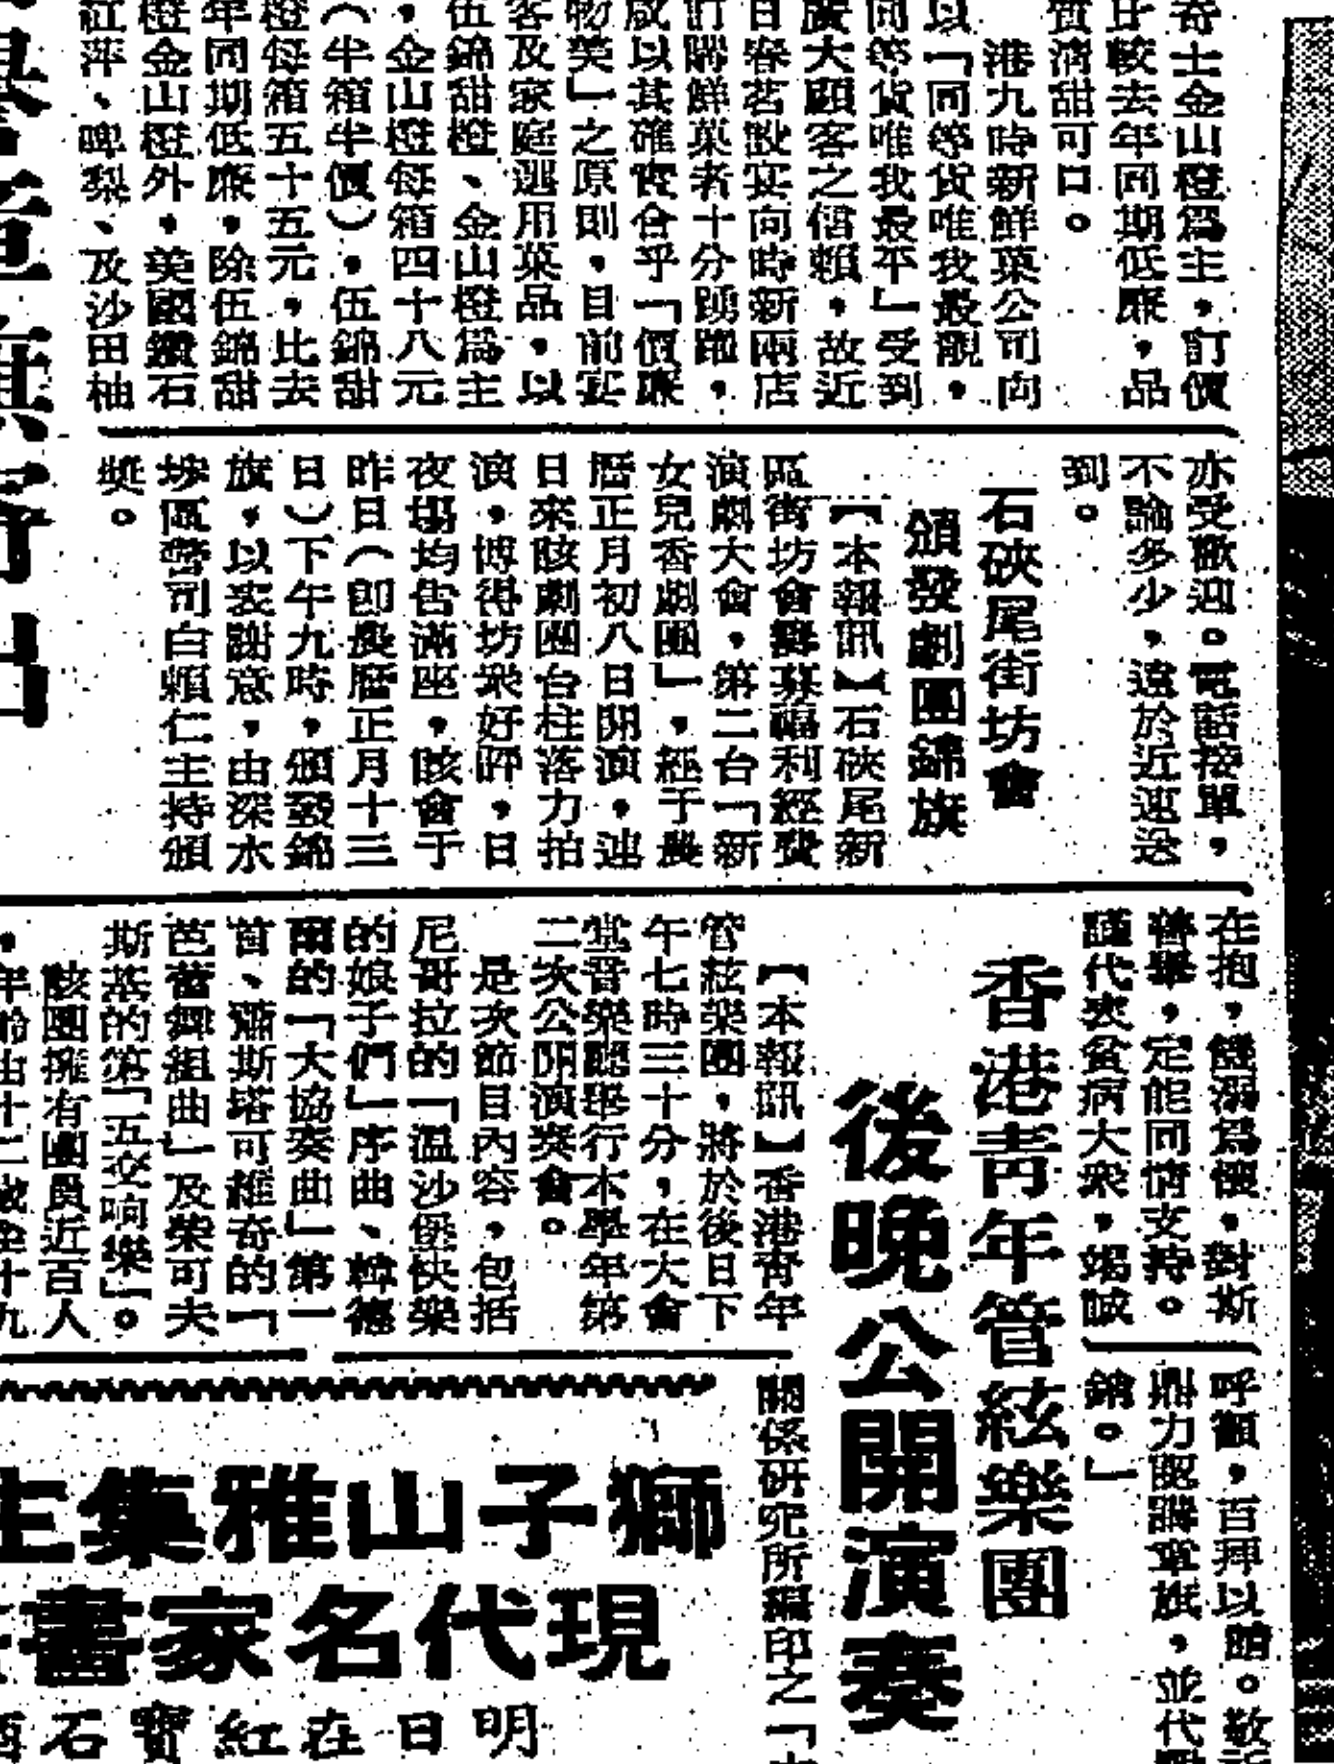 奇士金山橙爲主，訂價
比較去年同期低廉，品
質清甜可口。
港九時新鮮菓公司向
以「同等貨唯我最靚，
同等貨唯我最平」受到
廣大顧客之信賴，故近
日春茗設宴向時新兩店
訂購鮮菓者十分踴躍，
咸以其確實合乎「價廉
物美」之原則，目前宴
客及家庭選用菓品，以
伍錦甜橙、金山橙爲主
，金山橙每箱四十八元
（半箱半價），伍錦甜
橙每箱五十五元，比去
年同期低廉，除伍錦甜
橙金山橙外，美國鑽石
紅萍、啤梨、及沙田柚
亦受歡迎。電話接單，
不論多少，遠於近速送
到。
石硤尾街坊會
頒發劇團錦旗
【本報訊】石硤尾新
區街坊會籌募福利經費
演劇大會，第二台「新
女兒香劇團」，經于農
曆正月初八日開演，連
日來該劇團台柱落力拍
演，博得坊衆好評，日
夜場均告滿座，該會于
昨日（卽農曆正月十三
日）下午九時，頒發錦
旗，以表謝意，由深水
埗區警司白賴仁主持頒
獎。
在抱，饑溺爲懷，對斯
善舉，定能同情支持。
謹代表貧病大衆，竭誠
呼籲，百拜以請。敬
鼎力認購章旗，並代
銷。」
香港青年管絃樂團
後晚公開演奏
【本報訊】香港青年
管絃樂團，將於後日下
午七時三十分，在大會
堂音樂廳舉行本學年第
二次公開演奏會。
是次節目內容，包括
尼哥拉的「溫沙堡快樂
的娘子們」序曲、韓德
爾的「大協奏曲」第一
首、蕭斯塔可維奇的「
芭蕾舞組曲」及柴可夫
斯基的第「五交响樂」。
該團擁有團員近百人
，年齡由十二歲至十九
關係研究所編印之「
獅子山雅集主
現代名家書
明日在紅寶石酒